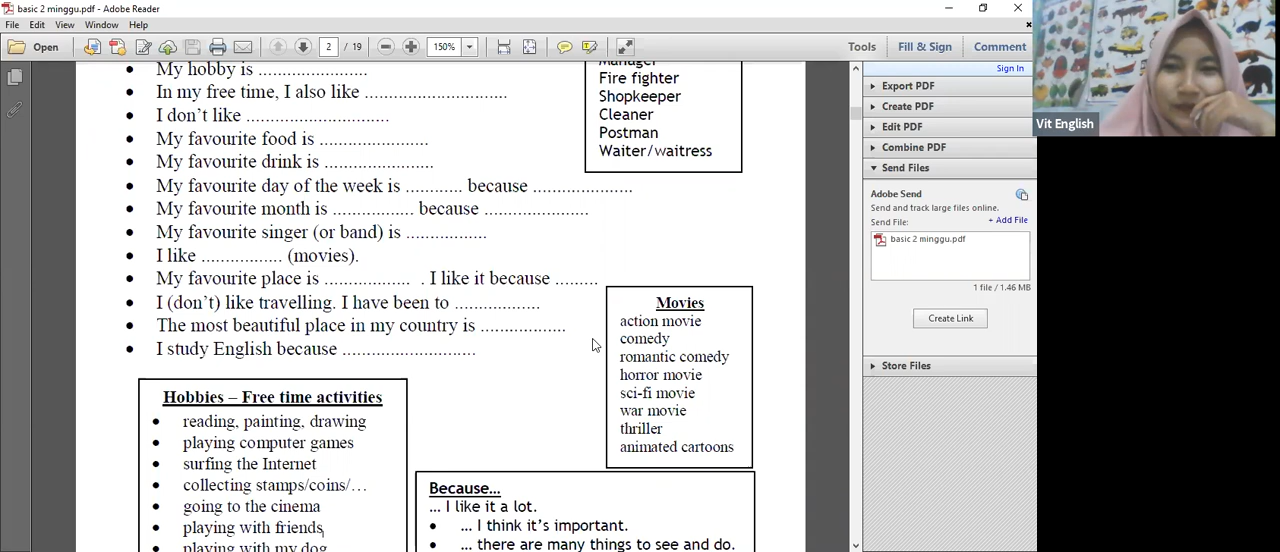 basic 2 minggu.pdf - Adobe Reader
File Edit View Window Help
Open 2 / 19 150% Tools Fill & Sign Comment
My hobby is ......................
In my free time, I also like .............................
I don't like .............................
My favourite food is ......................
My favourite drink is ......................
My favourite day of the week is ........... because ....................
My favourite month is ................ because .....................
My favourite singer (or band) is ................
I like ................ (movies).
My favourite place is ................. . I like it because .........
I (don't) like travelling. I have been to .................
The most beautiful place in my country is .................
I study English because ...........................
Manager
Fire fighter
Shopkeeper
Cleaner
Postman
Waiter/waitress
Movies
action movie
comedy
romantic comedy
horror movie
sci-fi movie
war movie
thriller
animated cartoons
Hobbies – Free time activities
reading, painting, drawing
playing computer games
surfing the Internet
collecting stamps/coins/…
going to the cinema
playing with friends
playing with my dog
Because…
… I like it a lot.
… I think it's important.
… there are many things to see and do.
Sign In
Export PDF
Create PDF
Edit PDF
Combine PDF
Send Files
Adobe Send
Send and track large files online.
Send File: + Add File
basic 2 minggu.pdf
1 file / 1.46 MB
Create Link
Store Files
Vit English